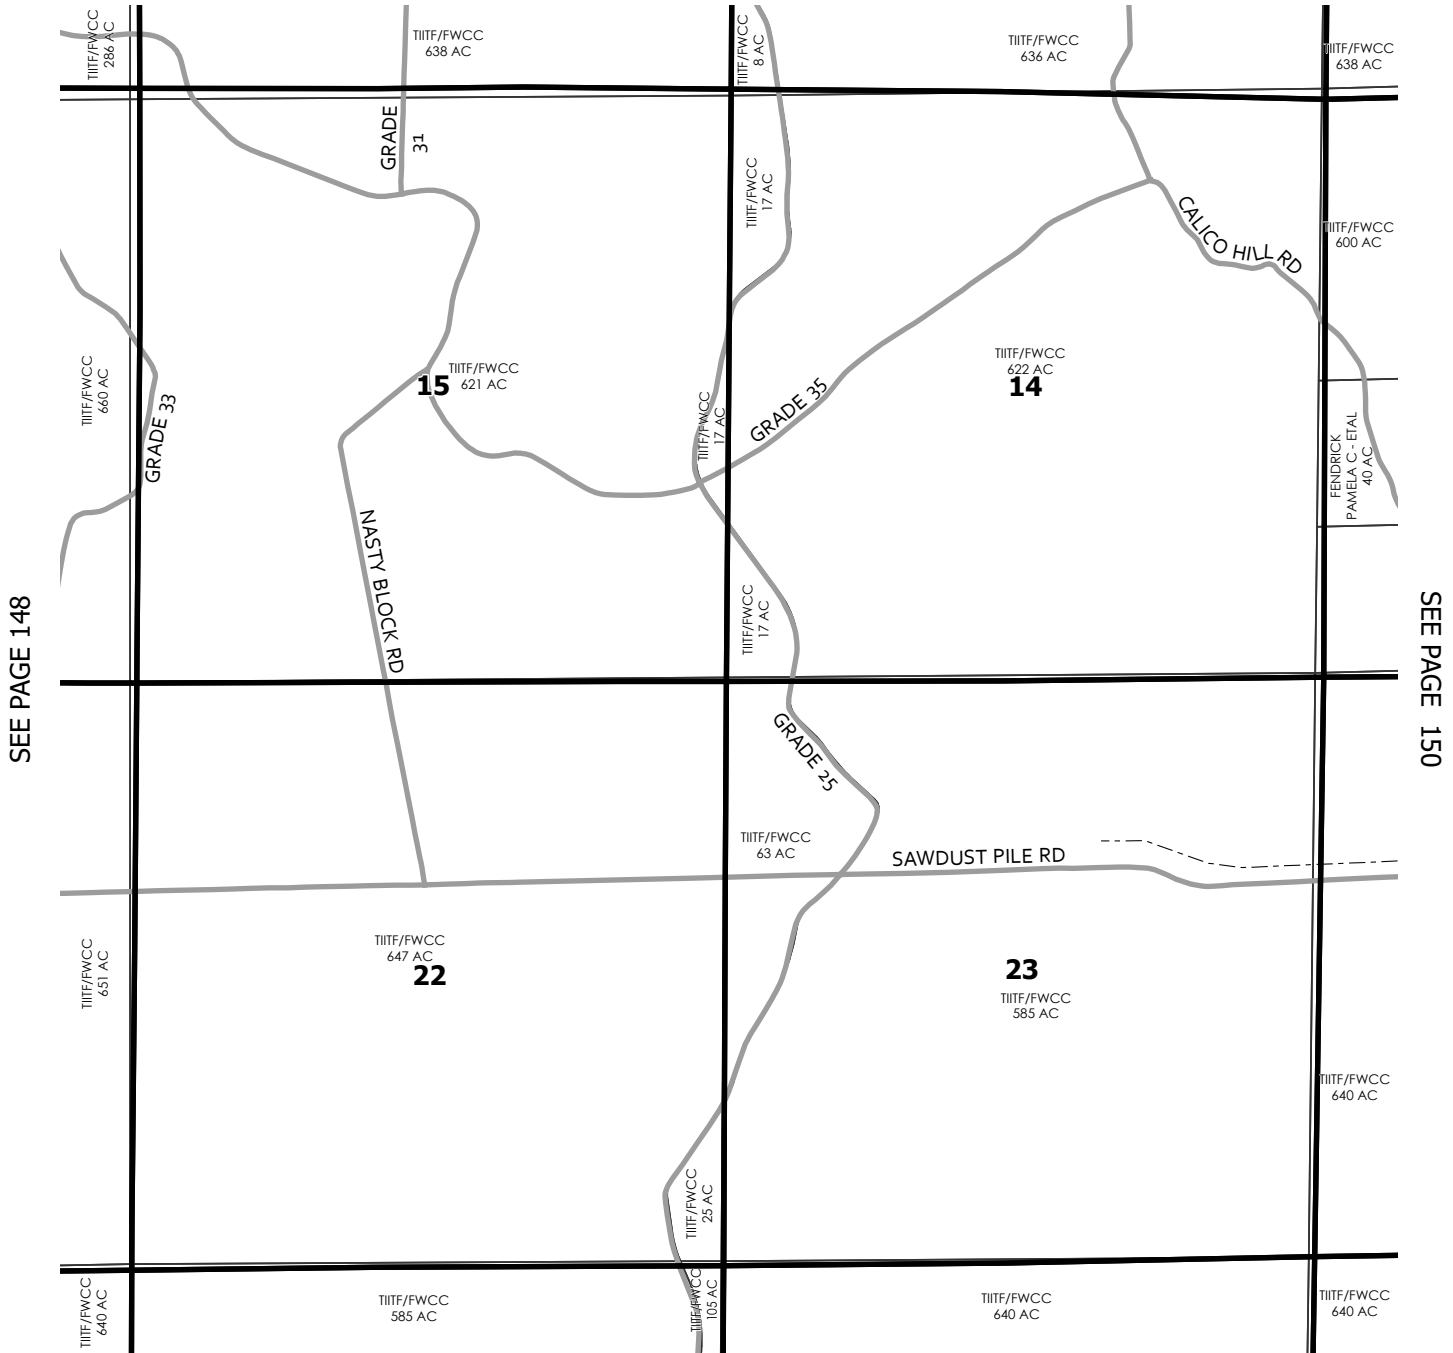 TIITF/FWCC
286 AC
TIITF/FWCC
638 AC
TIITF/FWCC
8 AC
TIITF/FWCC
636 AC
TIITF/FWCC
638 AC
GRADE
31
TIITF/FWCC
17 AC
CALICO HILL RD
TIITF/FWCC
600 AC
TIITF/FWCC
660 AC
GRADE 33
TIITF/FWCC
621 AC
15
TIITF/FWCC
17 AC
GRADE 35
TIITF/FWCC
622 AC
14
FENDRICK
PAMELA C - ETAL
40 AC
NASTY BLOCK RD
TIITF/FWCC
17 AC
SEE PAGE 148
SEE PAGE 150
GRADE 25
TIITF/FWCC
63 AC
SAWDUST PILE RD
TIITF/FWCC
651 AC
TIITF/FWCC
647 AC
22
23
TIITF/FWCC
585 AC
TIITF/FWCC
640 AC
TIITF/FWCC
25 AC
TIITF/FWCC
640 AC
TIITF/FWCC
585 AC
TIITF/FWCC
105 AC
TIITF/FWCC
640 AC
TIITF/FWCC
640 AC